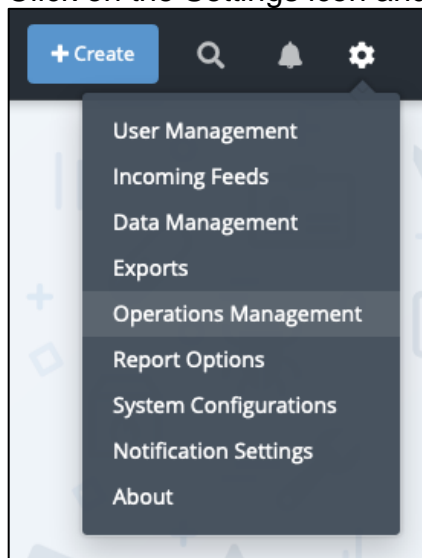 Click on the Settings icon and
+ Create
User Management
Incoming Feeds
Data Management
Exports
Operations Management
Report Options
System Configurations
Notification Settings
About